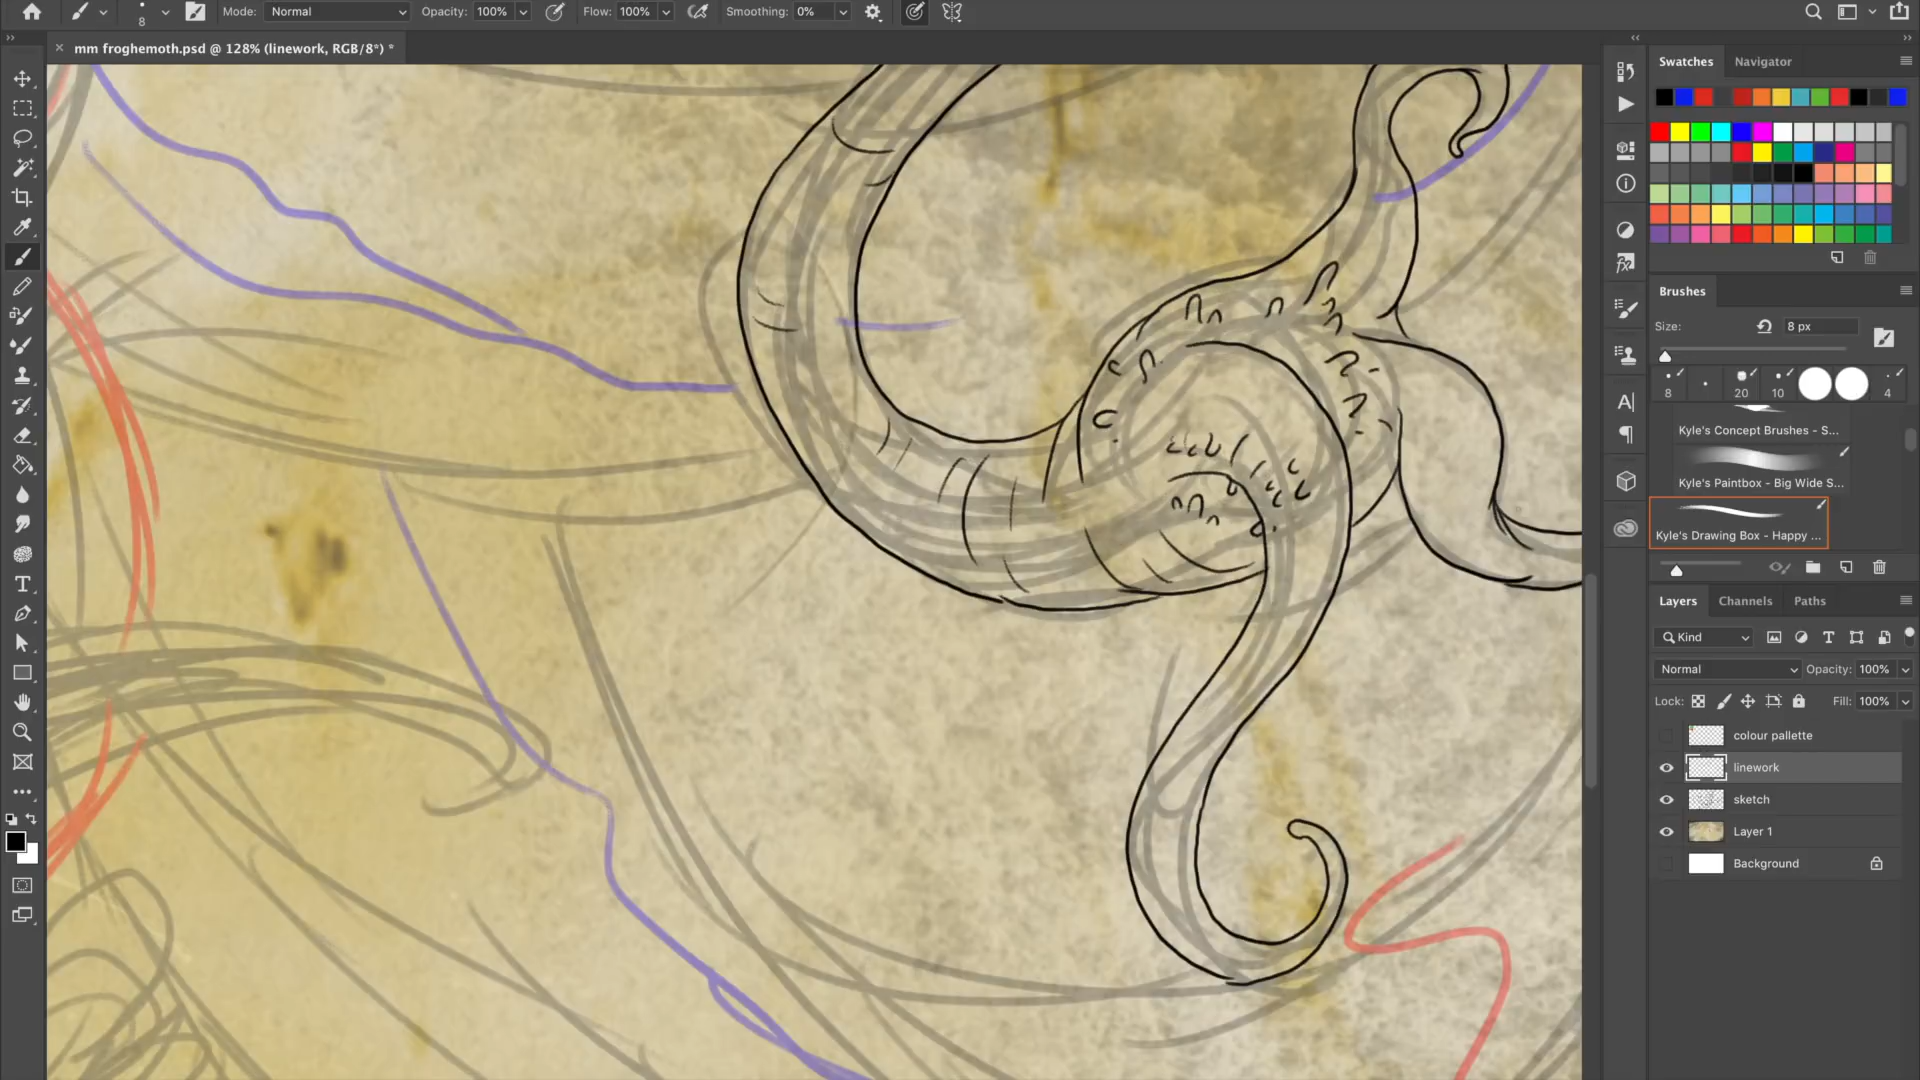 8
Mode: Normal
Opacity: 100%
Flow: 100%
Smoothing: 0%
mm froghemoth.psd @ 128% (linework, RGB/8*) *
Swatches
Navigator
Brushes
Size:
8 px
8
20
10
4
Kyle's Concept Brushes - S...
Kyle's Paintbox - Big Wide S...
Kyle's Drawing Box - Happy ...
Layers
Channels
Paths
Kind
Normal
Opacity: 100%
Lock:
Fill: 100%
colour pallette
linework
sketch
Layer 1
Background